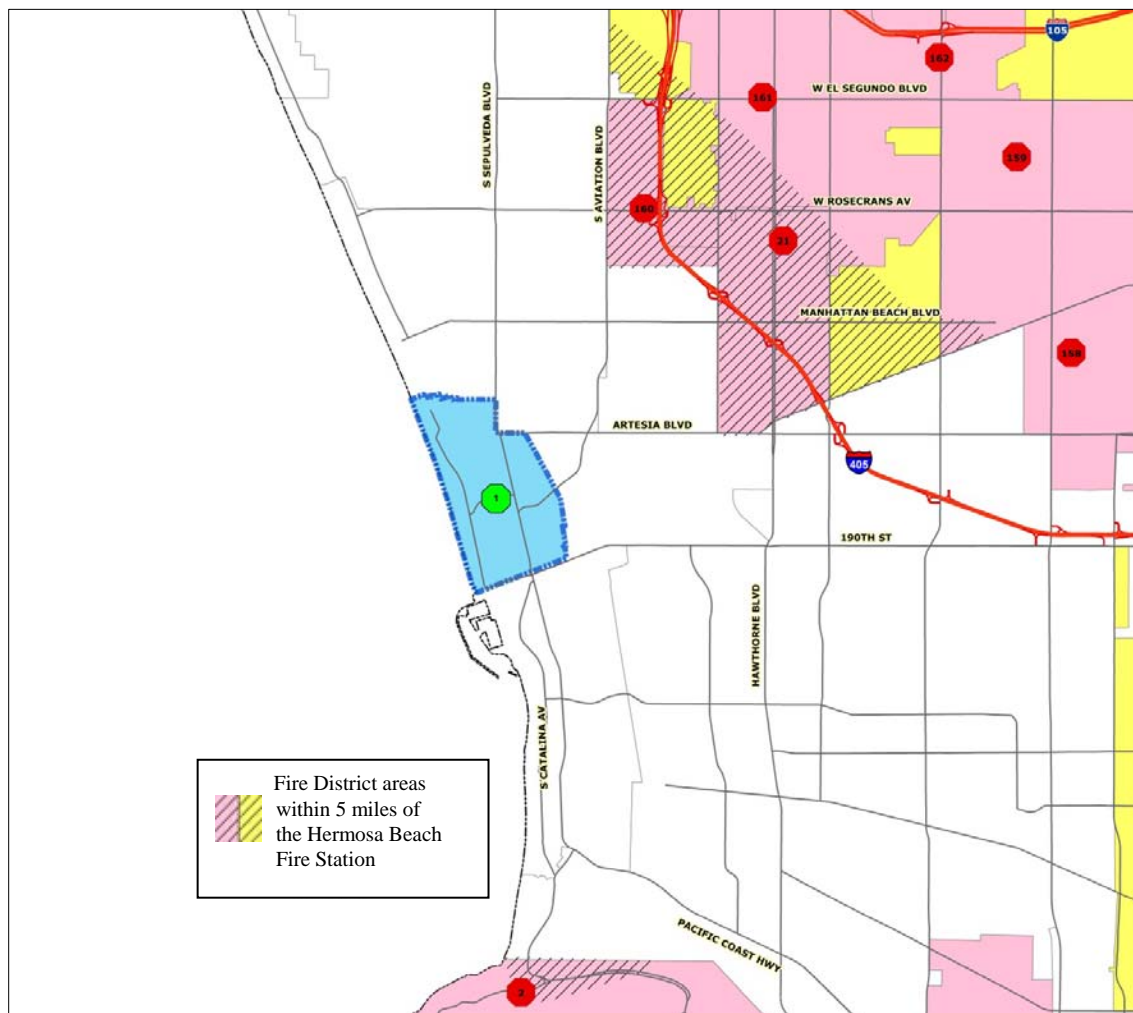 105
162
W EL SEGUNDO BLVD
161
S SEPULVEDA BLVD
S AVIATION BLVD
159
W ROSECRANS AV
160
21
MANHATTAN BEACH BLVD
168
ARTESIA BLVD
405
1
190TH ST
HAWTHORNE BLVD
S CATALINA AV
Fire District areas
within 5 miles of
the Hermosa Beach
Fire Station
PACIFIC COAST HWY
2